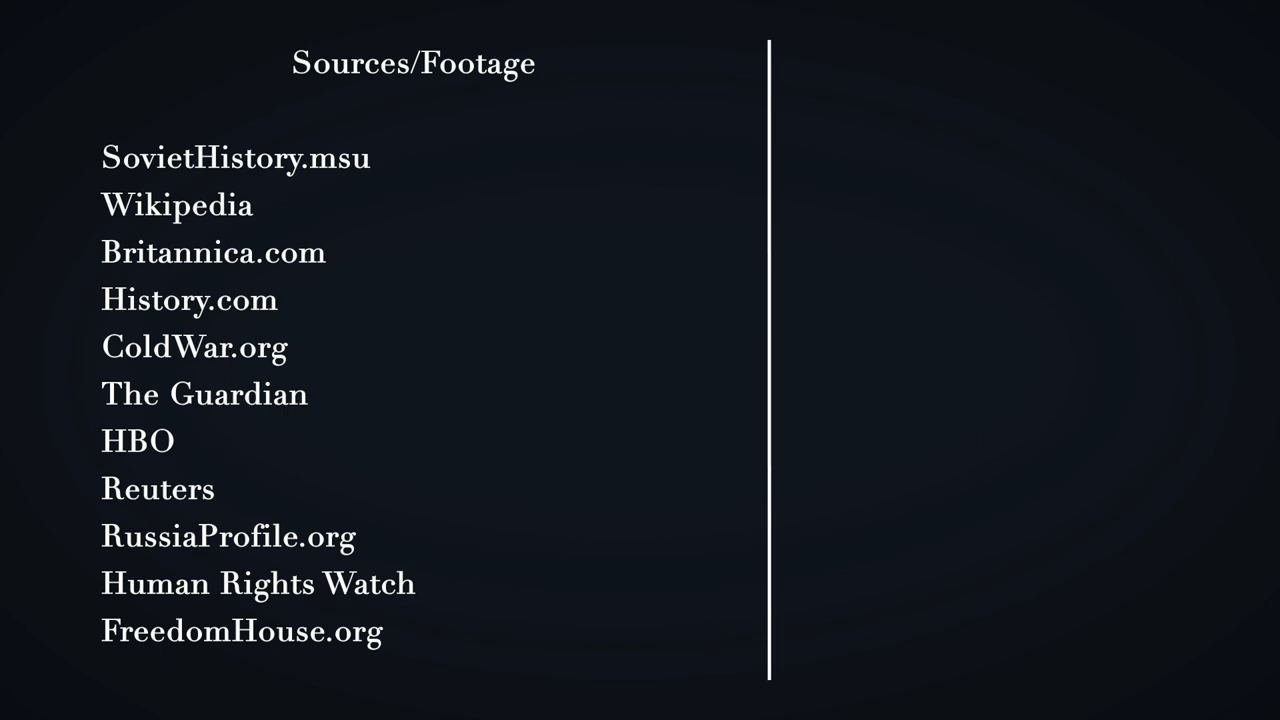 Sources/Footage
SovietHistory.msu
Wikipedia
Britannica.com
History.com
ColdWar.org
The Guardian
HBO
Reuters
RussiaProfile.org
Human Rights Watch
FreedomHouse.org